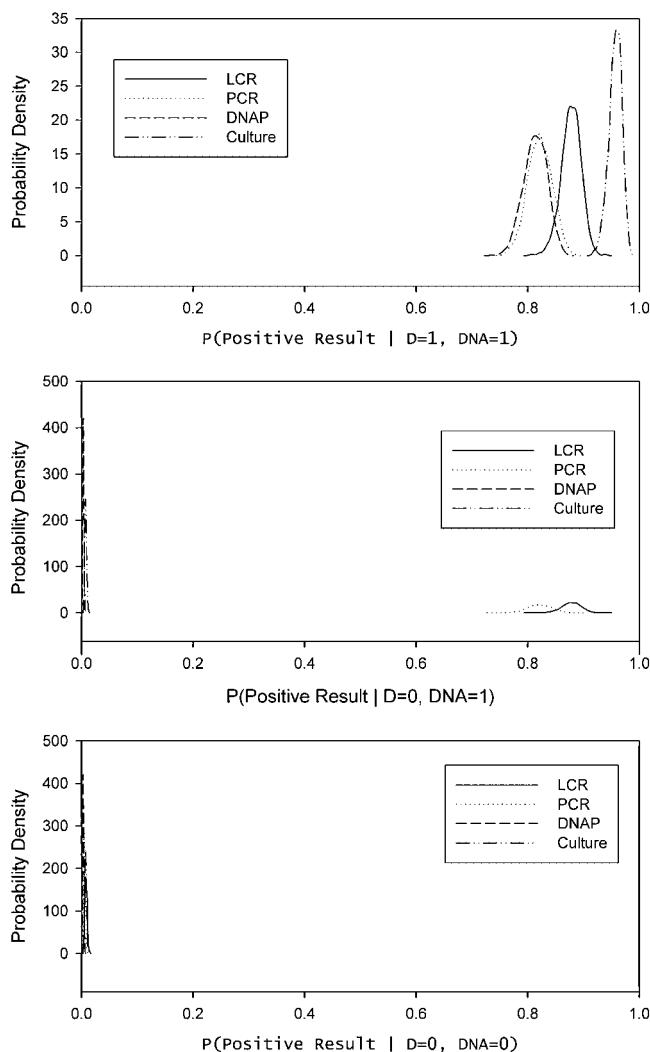 35
30
25
20
15
10
5
0
Probability Density
LCR
PCR
DNAP
Culture
0.0 0.2 0.4 0.6 0.8 1.0
P(Positive Result | D=1, DNA=1)
500
400
300
200
100
0
Probability Density
LCR
PCR
DNAP
Culture
0.0 0.2 0.4 0.6 0.8 1.0
P(Positive Result | D=0, DNA=1)
500
400
300
200
100
0
Probability Density
LCR
PCR
DNAP
Culture
0.0 0.2 0.4 0.6 0.8 1.0
P(Positive Result | D=0, DNA=0)